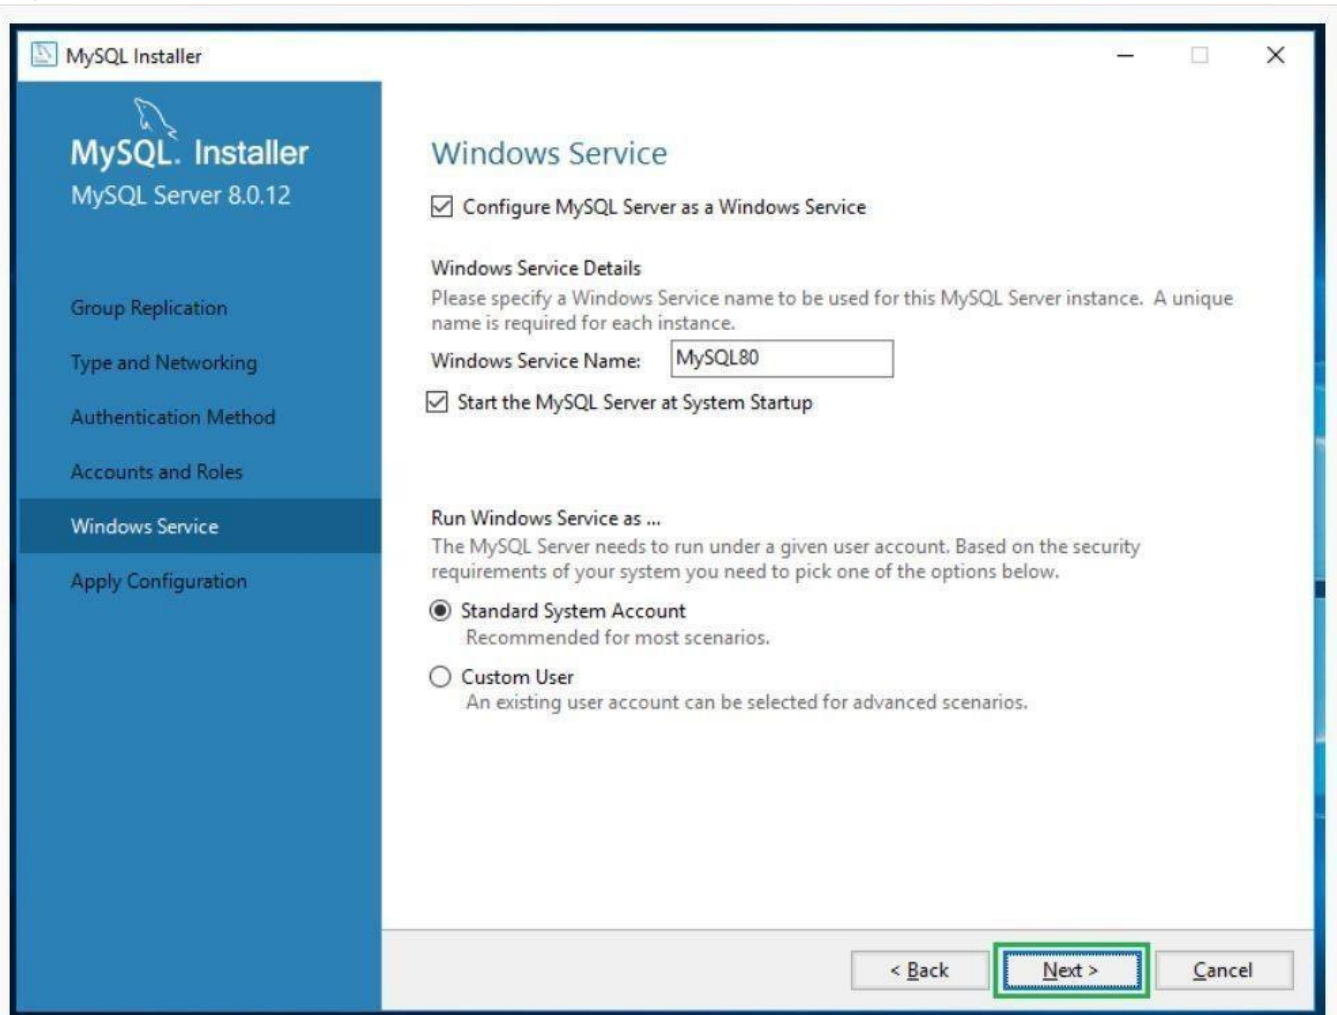 MySQL Installer
MySQL. Installer
MySQL Server 8.0.12
Group Replication
Type and Networking
Authentication Method
Accounts and Roles
Windows Service
Apply Configuration
Windows Service
Configure MySQL Server as a Windows Service
Windows Service Details
Please specify a Windows Service name to be used for this MySQL Server instance. A unique
name is required for each instance.
Windows Service Name: MySQL80
Start the MySQL Server at System Startup
Run Windows Service as ...
The MySQL Server needs to run under a given user account. Based on the security
requirements of your system you need to pick one of the options below.
Standard System Account
Recommended for most scenarios.
Custom User
An existing user account can be selected for advanced scenarios.
< Back Next > Cancel